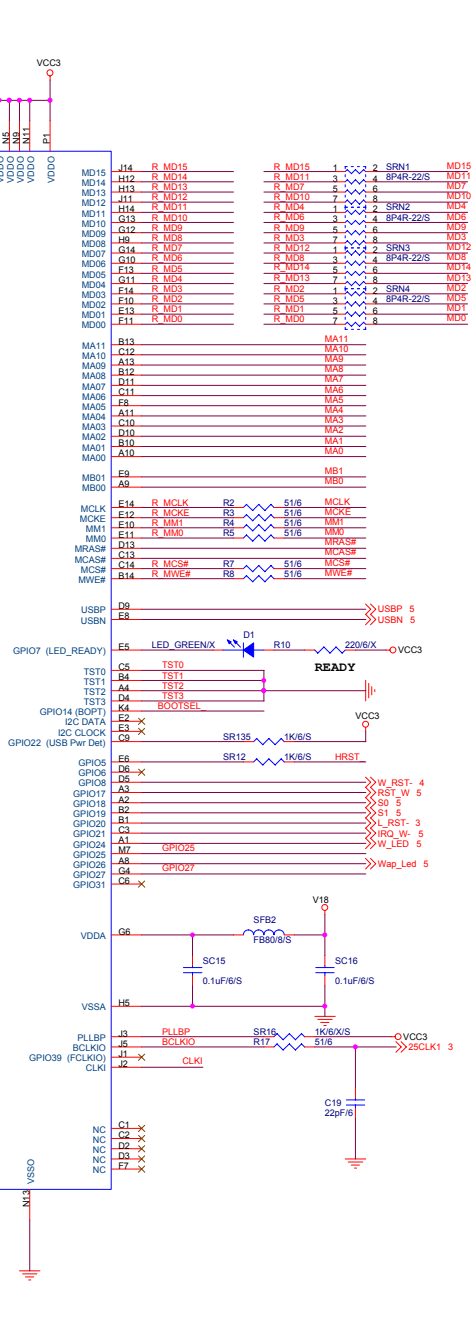 VCC3
N5 N9 N11 P1
VDDO VDDO VDDO VDDO VDDO
MD15 J14 R_MD15 R_MD15 1 2 SRN1 MD15
MD14 H12 R_MD14 R_MD11 3 4 8P4R-22/S MD11
MD13 H13 R_MD13 R_MD7 5 6 MD7
MD12 J11 R_MD12 R_MD10 7 8 MD10
MD11 H14 R_MD11 R_MD4 1 2 SRN2 MD4
MD10 G13 R_MD10 R_MD6 3 4 8P4R-22/S MD6
MD09 G12 R_MD9 R_MD9 5 6 MD9
MD08 H9 R_MD8 R_MD3 7 8 MD3
MD07 G14 R_MD7 R_MD12 1 2 SRN3 MD12
MD06 G10 R_MD6 R_MD8 3 4 8P4R-22/S MD8
MD05 F13 R_MD5 R_MD14 5 6 MD14
MD04 G11 R_MD4 R_MD13 7 8 MD13
MD03 F14 R_MD3 R_MD2 1 2 SRN4 MD2
MD02 F10 R_MD2 R_MD5 3 4 8P4R-22/S MD5
MD01 E13 R_MD1 R_MD1 5 6 MD1
MD00 F11 R_MD0 R_MD0 7 8 MD0
MA11 B13 MA11
MA10 C12 MA10
MA09 A13 MA9
MA08 B12 MA8
MA07 D11 MA7
MA06 C11 MA6
MA05 F8 MA5
MA04 A11 MA4
MA03 C10 MA3
MA02 D10 MA2
MA01 B10 MA1
MA00 A10 MA0
MB01 E9 MB1
MB00 A9 MB0
MCLK E14 R_MCLK R2 51/6 MCLK
MCKE E12 R_MCKE R3 51/6 MCKE
MM1 E10 R_MM1 R4 51/6 MM1
MM0 E11 R_MM0 R5 51/6 MM0
MRAS# D13 MRAS#
MCAS# C13 MCAS#
MCS# C14 R_MCS# R7 51/6 MCS#
MWE# B14 R_MWE# R8 51/6 MWE#
USBP D9 USBP 5
USBN E8 USBN 5
GPIO7 (LED_READY) E5 LED_GREEN/X D1 R10 220/6/X VCC3
READY
TST0 C5 TST0
TST1 B4 TST1
TST2 A4 TST2
TST3 D4 TST3
GPIO14 (BOPT) K4 BOOTSEL_
I2C DATA E2
I2C CLOCK E3
VCC3
GPIO22 (USB Pwr Det) C9 SR135 1K/6/S
GPIO5 E6 SR12 1K/6/S HRST
GPIO6 D6
GPIO8 D5 W_RST- 4
GPIO17 A3 RST_W 5
GPIO18 A2 S0 5
GPIO19 B2 S1 5
GPIO20 B1 L_RST- 3
GPIO21 C3 IRQ_W- 5
GPIO24 A1 W_LED 5
GPIO25 M7 GPIO25
GPIO26 A8 Wap_Led 5
GPIO27 G4 GPIO27
GPIO31 C6
V18
VDDA G6 SFB2
FB80/8/S
SC15 SC16
0.1uF/6/S 0.1uF/6/S
VSSA H5
PLLBP J3 PLLBP SR16 1K/6/X/S VCC3
BCLKIO J5 BCLKIO R17 51/6 25CLK1 3
GPIO39 (FCLKIO) J1
CLKI J2 CLKI
C19
22pF/6
NC C1
NC C2
NC D2
NC D3
NC F7
VSSO
N13